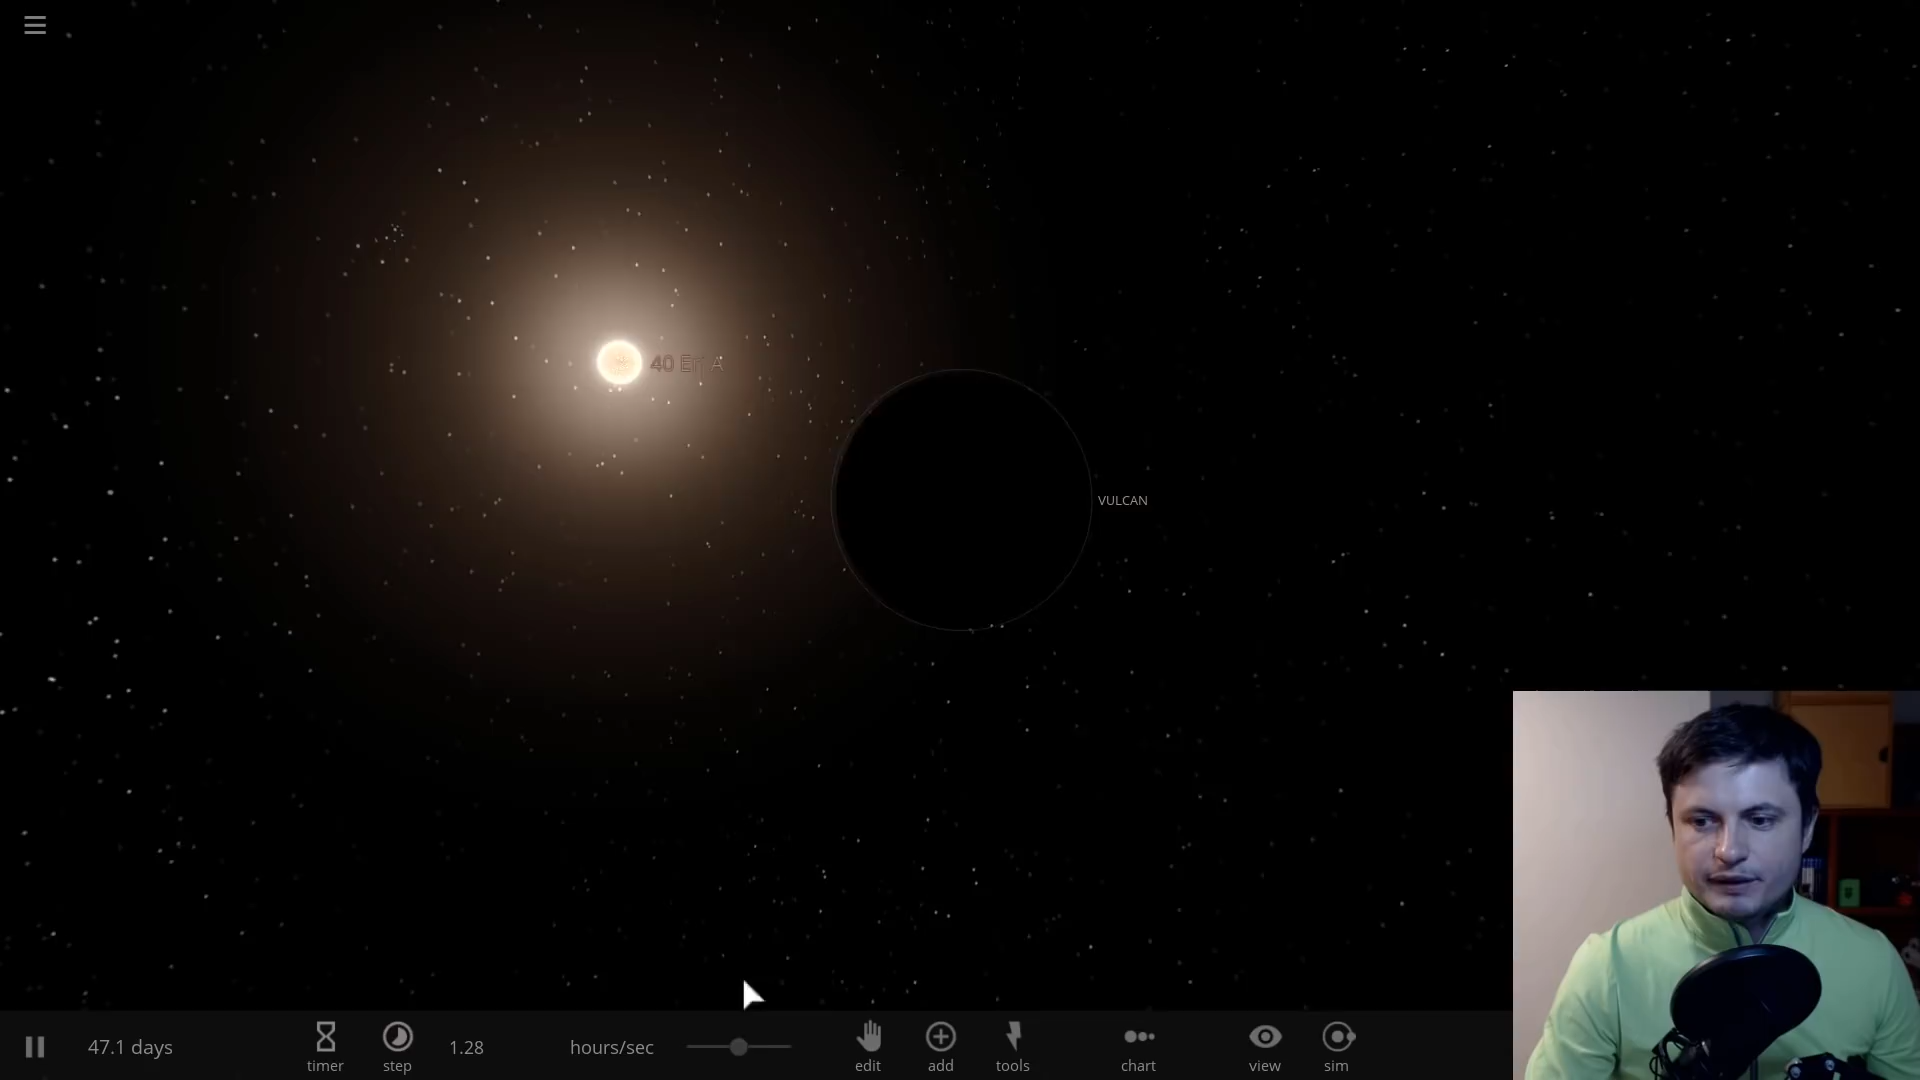 40 Eri A
VULCAN
47.1 days
timer
step
1.28
hours/sec
edit
add
tools
chart
view
sim